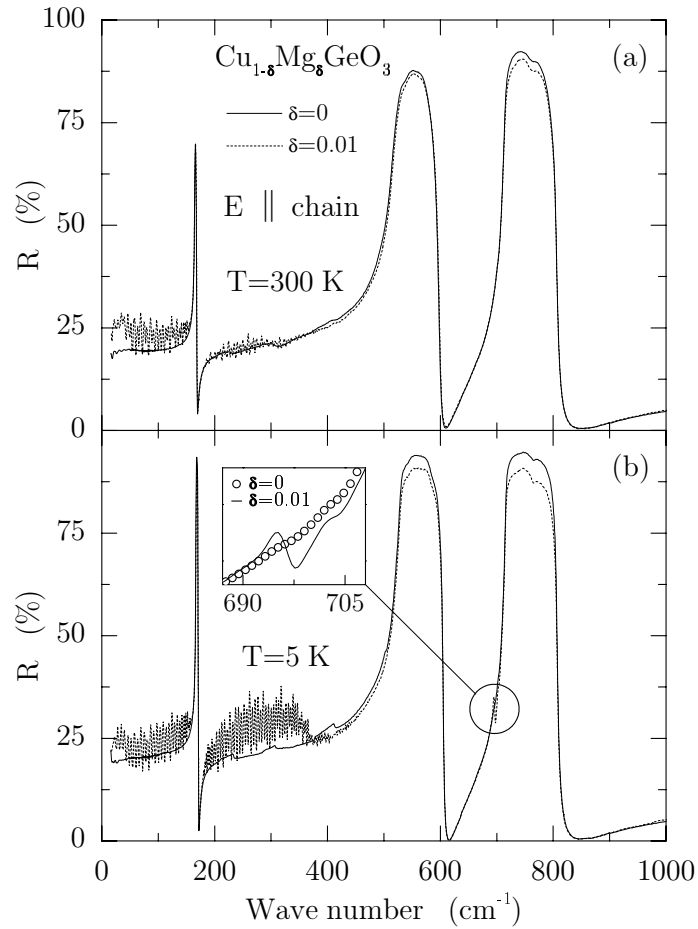 100
75
50
25
0
R (%)
(a)
Cu1-δMgδGeO3
δ=0
δ=0.01
E ∥ chain
T=300 K
75
50
25
0
R (%)
(b)
δ=0
δ=0.01
690 705
T=5 K
0 200 400 600 800 1000
Wave number (cm-1)